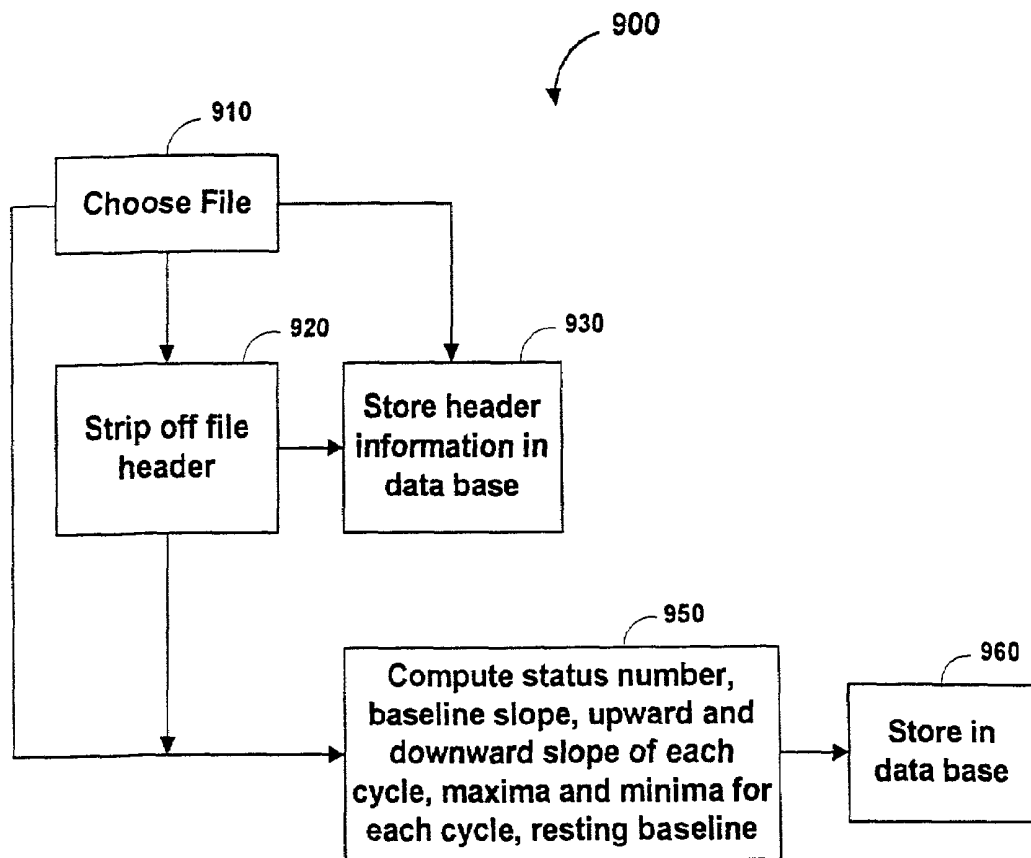 900
910
Choose File
920
930
Strip off file
header
Store header
information in
data base
950
960
Compute status number,
baseline slope, upward and
downward slope of each
cycle, maxima and minima for
each cycle, resting baseline
Store in
data base